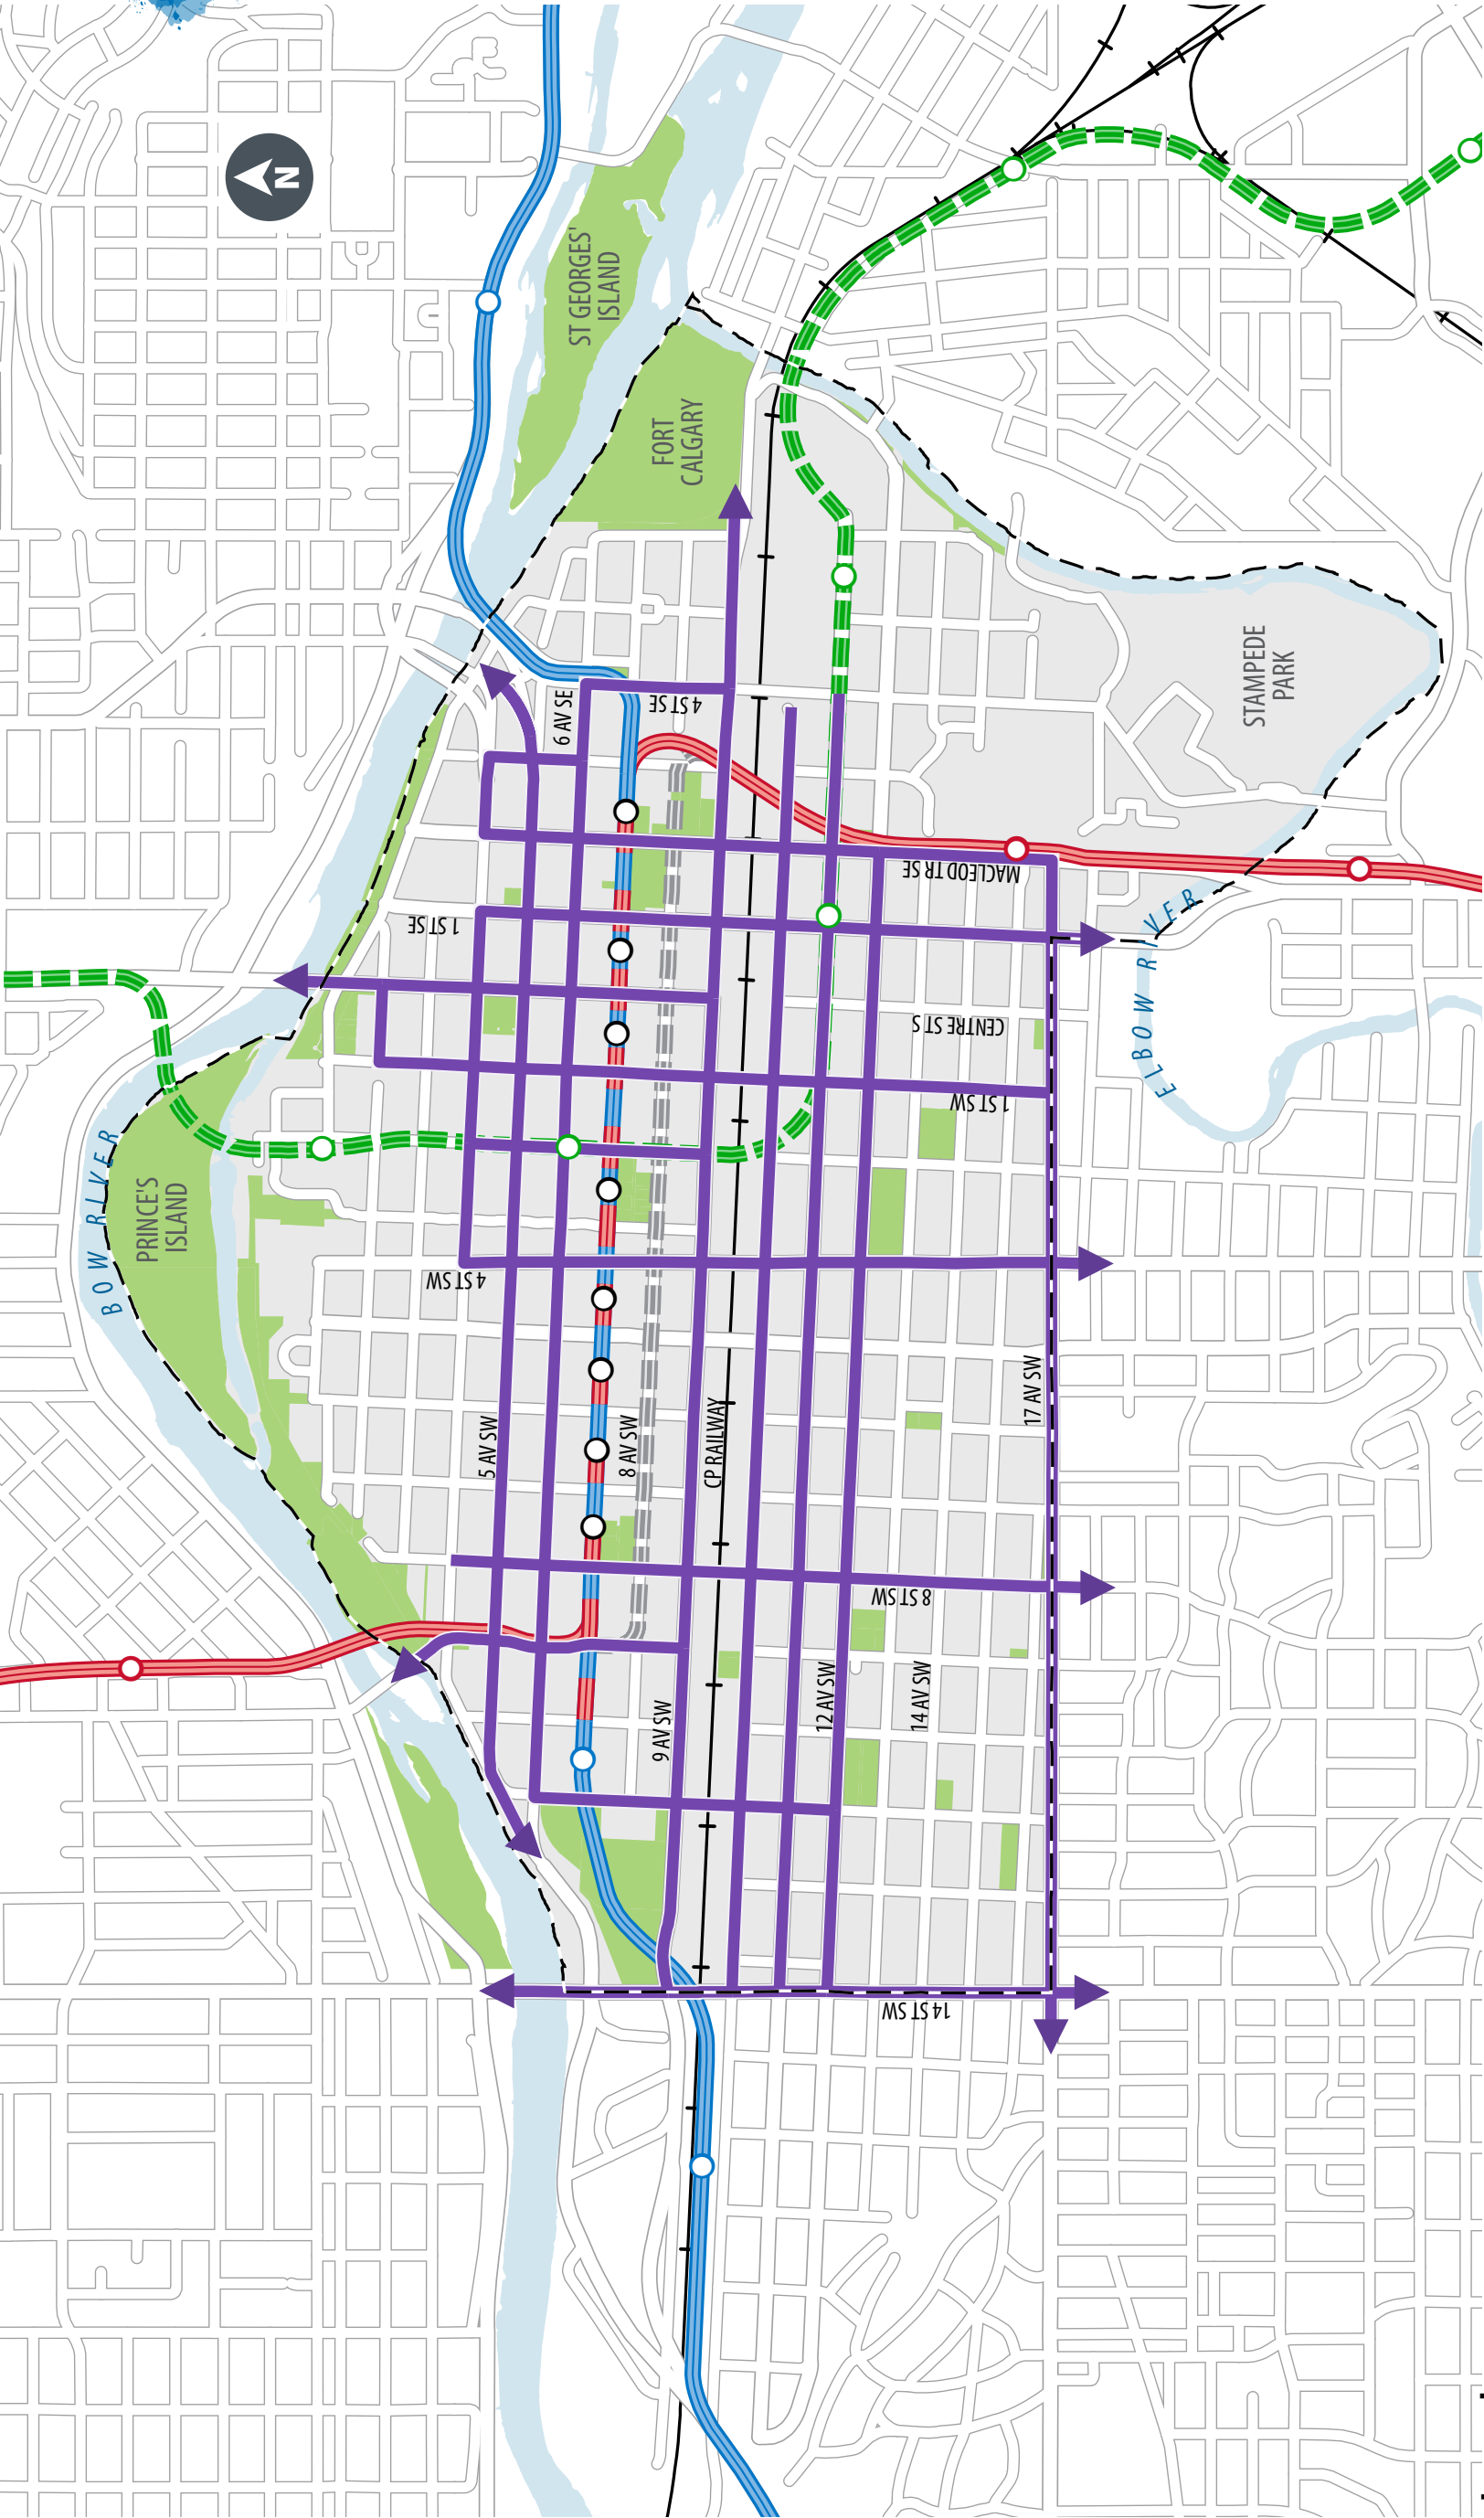 N
ST GEORGES'
ISLAND
FORT
CALGARY
STAMPEDE
PARK
6 AV SE
4 ST SE
MACLEOD TR SE
1 ST SE
ELBOW RIVER
CENTRE ST S
1 ST SW
BOW RIVER
PRINCE'S
ISLAND
4 ST SW
17 AV SW
5 AV SW
8 AV SW
CP RAILWAY
8 ST SW
12 AV SW
14 AV SW
9 AV SW
14 ST SW